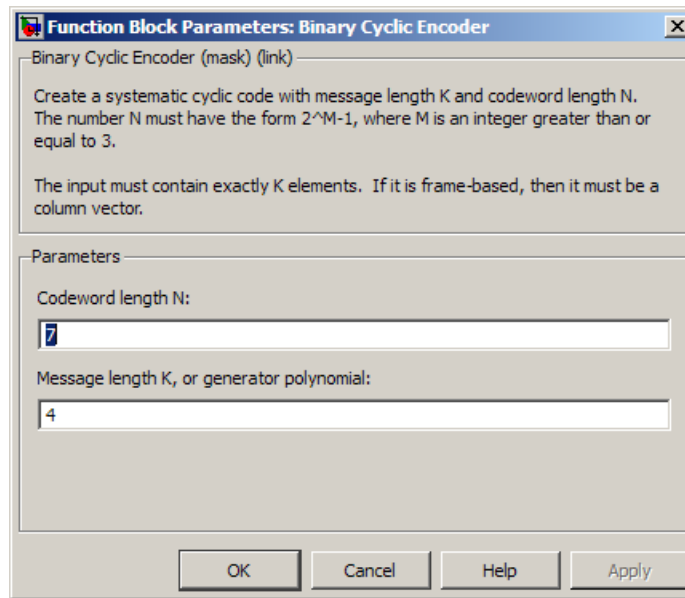 Function Block Parameters: Binary Cyclic Encoder
Binary Cyclic Encoder (mask) (link)
Create a systematic cyclic code with message length K and codeword length N.
The number N must have the form 2^M-1, where M is an integer greater than or
equal to 3.
The input must contain exactly K elements.  If it is frame-based, then it must be a
column vector.
Parameters
Codeword length N:
7
Message length K, or generator polynomial:
4
OK Cancel Help Apply